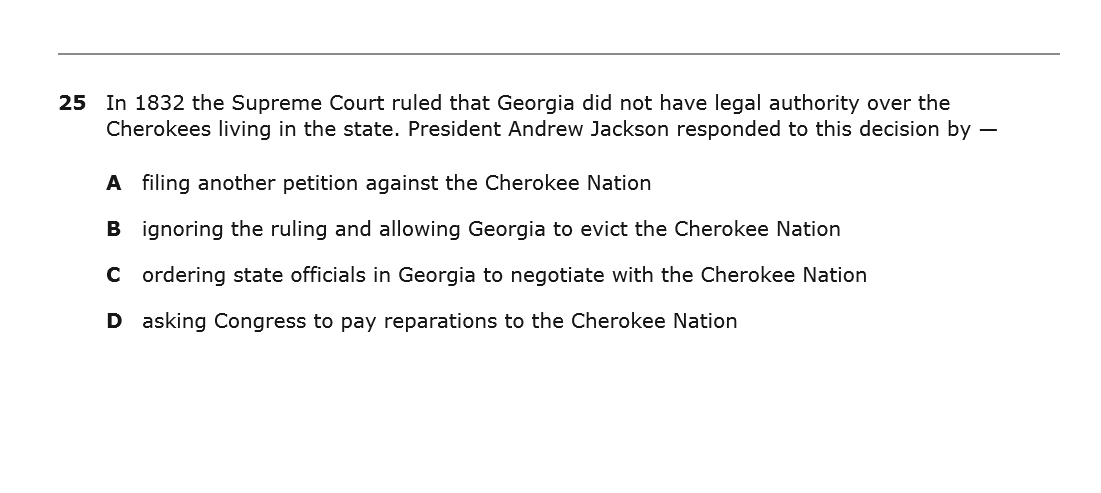 25 In 1832 the Supreme Court ruled that Georgia did not have legal authority over the
Cherokees living in the state. President Andrew Jackson responded to this decision by —
A filing another petition against the Cherokee Nation
B ignoring the ruling and allowing Georgia to evict the Cherokee Nation
C ordering state officials in Georgia to negotiate with the Cherokee Nation
D asking Congress to pay reparations to the Cherokee Nation